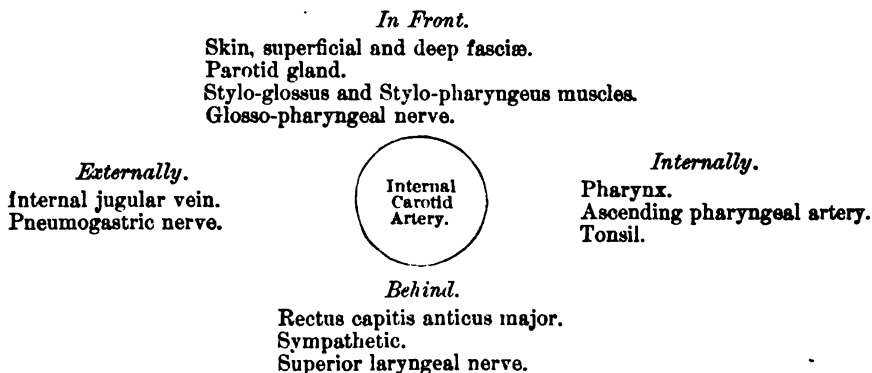 In Front.
Skin, superficial and deep fasciæ.
Parotid gland.
Stylo-glossus and Stylo-pharyngeus muscles.
Glosso-pharyngeal nerve.
Externally.
Internal jugular vein.
Pneumogastric nerve.
Internal
Carotid
Artery.
Internally.
Pharynx.
Ascending pharyngeal artery.
Tonsil.
Behind.
Rectus capitis anticus major.
Sympathetic.
Superior laryngeal nerve.